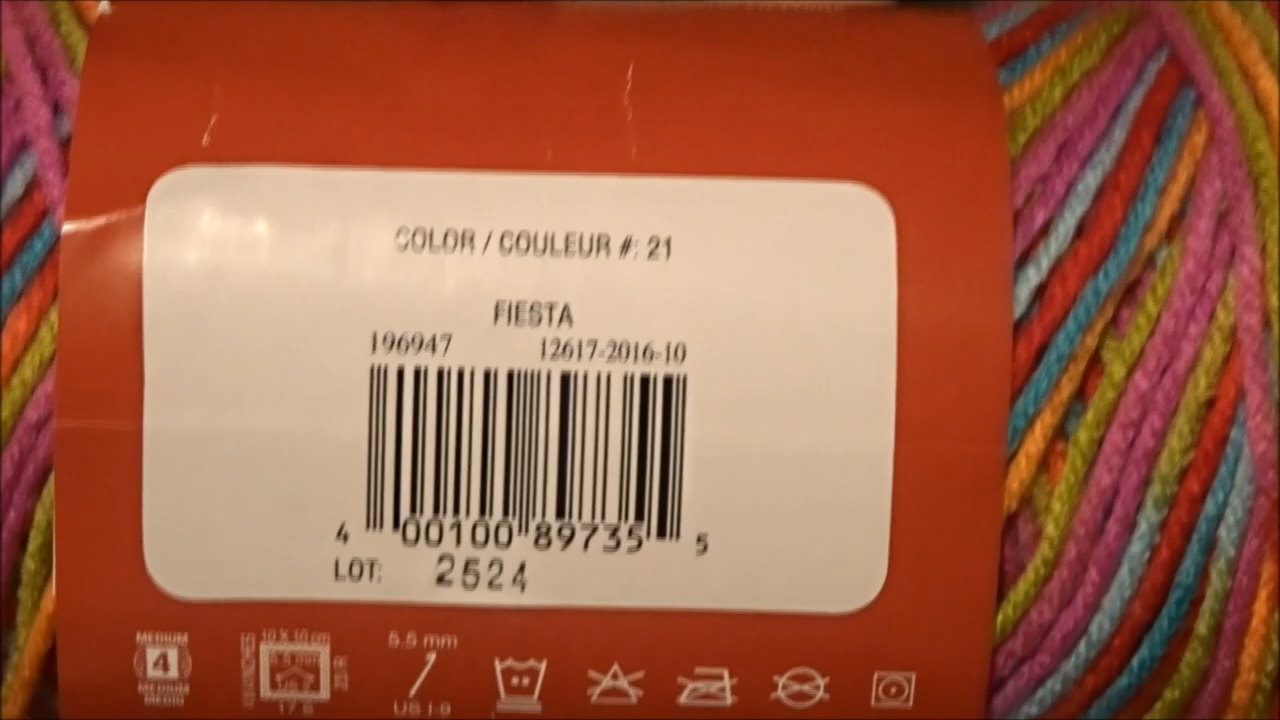 COLOR / COULEUR #: 21
FIESTA
196947 12617-2016-10
4 00100 89735 5
LOT: 2524
MEDIUM
4
MEDIUM
MEDIO
10 X 10 cm
5.5 mm
US I-9